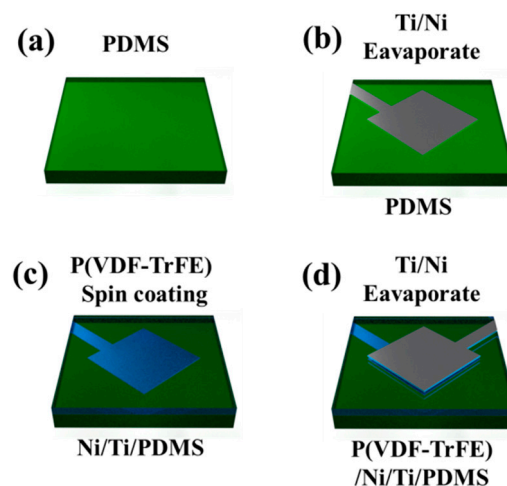 (a)
PDMS
(b)
Ti/Ni
Eavaporate
PDMS
(c)
P(VDF-TrFE)
Spin coating
Ni/Ti/PDMS
(d)
Ti/Ni
Eavaporate
P(VDF-TrFE)
/Ni/Ti/PDMS